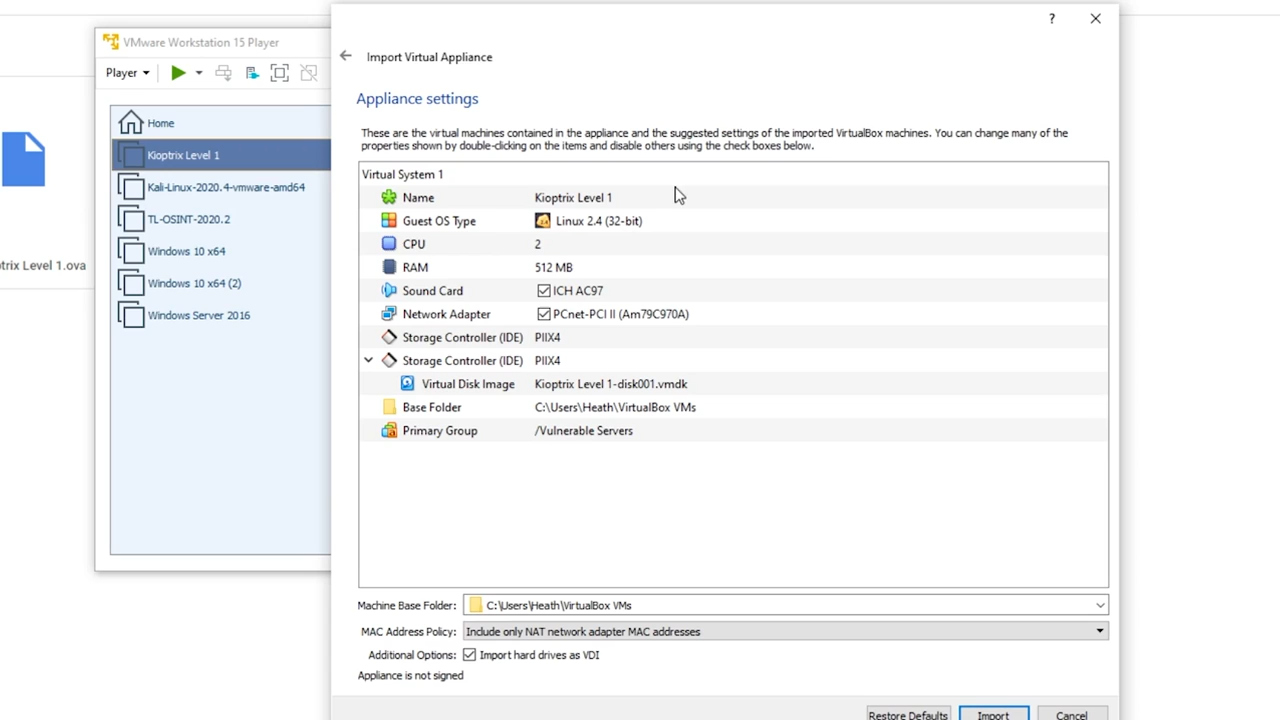 VMware Workstation 15 Player
Player
Home
Kioptrix Level 1
Kali-Linux-2020.4-vmware-amd64
TL-OSINT-2020.2
Windows 10 x64
Windows 10 x64 (2)
Windows Server 2016
trix Level 1.ova
?
Import Virtual Appliance
Appliance settings
These are the virtual machines contained in the appliance and the suggested settings of the imported VirtualBox machines. You can change many of the
properties shown by double-clicking on the items and disable others using the check boxes below.
Virtual System 1
Name Kioptrix Level 1
Guest OS Type Linux 2.4 (32-bit)
CPU 2
RAM 512 MB
Sound Card ICH AC97
Network Adapter PCnet-PCI II (Am79C970A)
Storage Controller (IDE) PIIX4
Storage Controller (IDE) PIIX4
Virtual Disk Image Kioptrix Level 1-disk001.vmdk
Base Folder C:\Users\Heath\VirtualBox VMs
Primary Group /Vulnerable Servers
Machine Base Folder: C:\Users\Heath\VirtualBox VMs
MAC Address Policy: Include only NAT network adapter MAC addresses
Additional Options: Import hard drives as VDI
Appliance is not signed
Restore Defaults Import Cancel